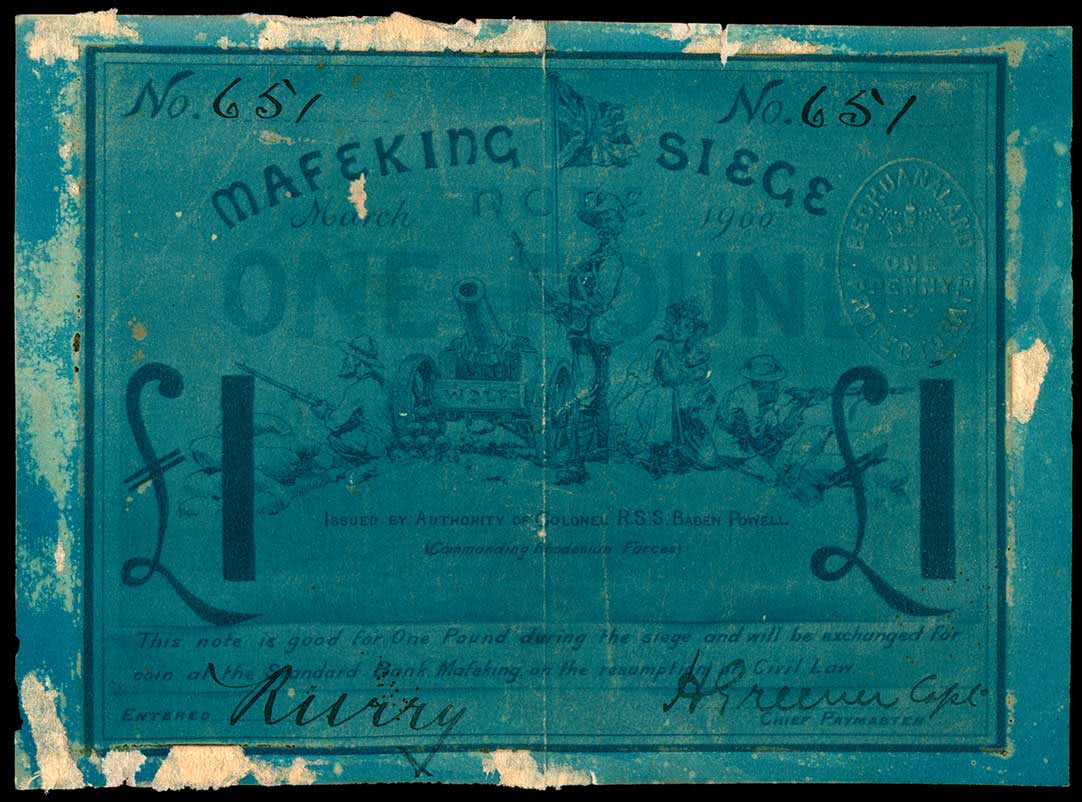 No. 651
No. 651
MAFEKING SIEGE
March NOTE 1900
BECHUANALAND PROTECTORATE
ONE PENNY
ONE POUND
WOLF
£1 £1
ISSUED BY AUTHORITY OF COLONEL R.S.S. BADEN POWELL.
(Commanding Rhodesian Forces)
This note is good for One Pound during the siege and will be exchanged for
coin at the Standard Bank, Mafeking on the resumption of Civil Law.
ENTERED
H Greener Capt
CHIEF PAYMASTER